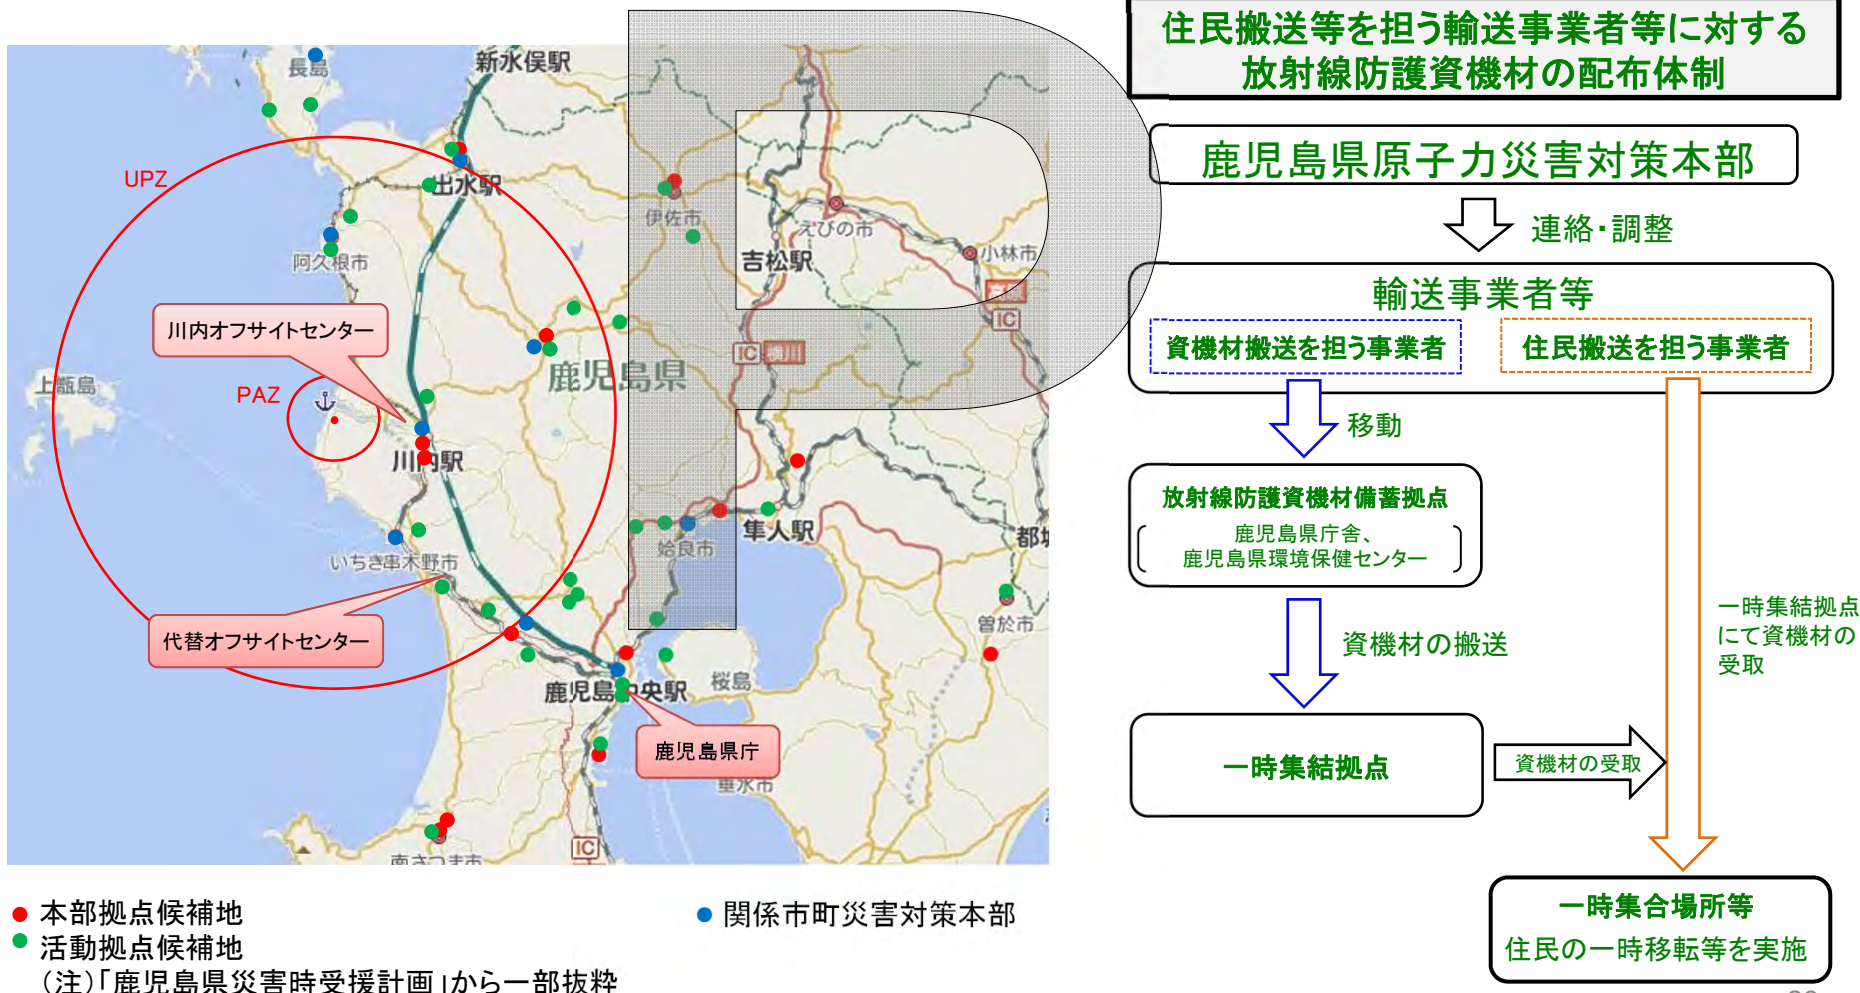 住民搬送等を担う輸送事業者等に対する
放射線防護資機材の配布体制
新水俣駅
長島
UPZ
出水駅
伊佐市
えびの市
阿久根市
吉松駅
小林市
IC
川内オフサイトセンター
IC
鹿児島県
上甑島
PAZ
川内駅
隼人駅
都城
姶良市
いちき串木野市
代替オフサイトセンター
曽於市
鹿児島中央駅
桜島
鹿児島県庁
垂水市
IC
南さつま市
鹿児島県原子力災害対策本部
連絡・調整
輸送事業者等
資機材搬送を担う事業者
住民搬送を担う事業者
移動
放射線防護資機材備蓄拠点
鹿児島県庁舎、
鹿児島県環境保健センター
資機材の搬送
一時集結拠点
にて資機材の
受取
一時集結拠点
資機材の受取
一時集合場所等
住民の一時移転等を実施
本部拠点候補地
活動拠点候補地
関係市町災害対策本部
（注）「鹿児島県災害時受援計画」から一部抜粋